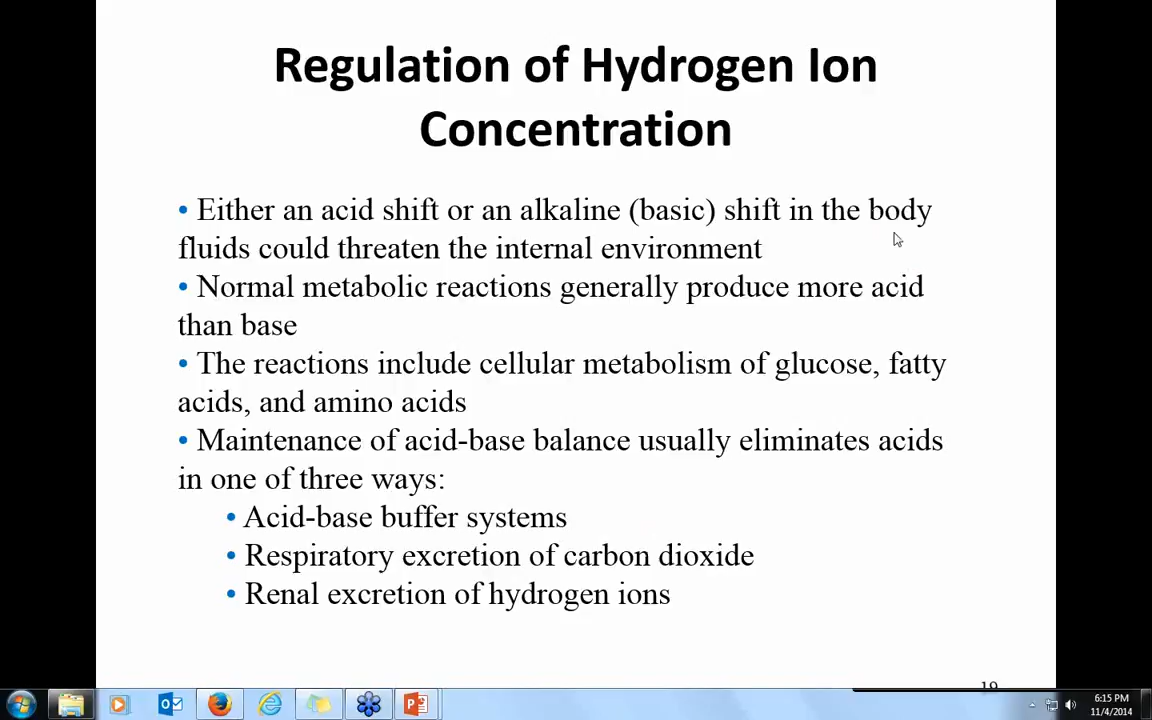 Regulation of Hydrogen Ion
Concentration
• Either an acid shift or an alkaline (basic) shift in the body
fluids could threaten the internal environment
• Normal metabolic reactions generally produce more acid
than base
• The reactions include cellular metabolism of glucose, fatty
acids, and amino acids
• Maintenance of acid-base balance usually eliminates acids
in one of three ways:
• Acid-base buffer systems
• Respiratory excretion of carbon dioxide
• Renal excretion of hydrogen ions
19
6:15 PM
11/4/2014